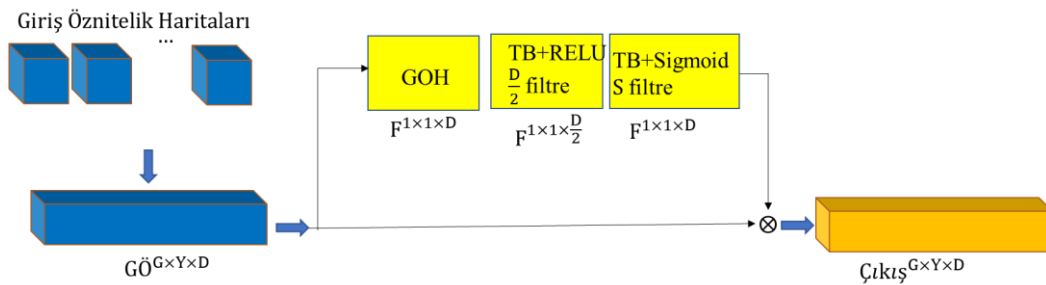 Giriş Öznitelik Haritaları
...
GOH
TB+RELU
D/2 filtre
TB+Sigmoid
S filtre
F^1×1×D
F^1×1×D/2
F^1×1×D
GÖ^G×Y×D
Çıkış^G×Y×D